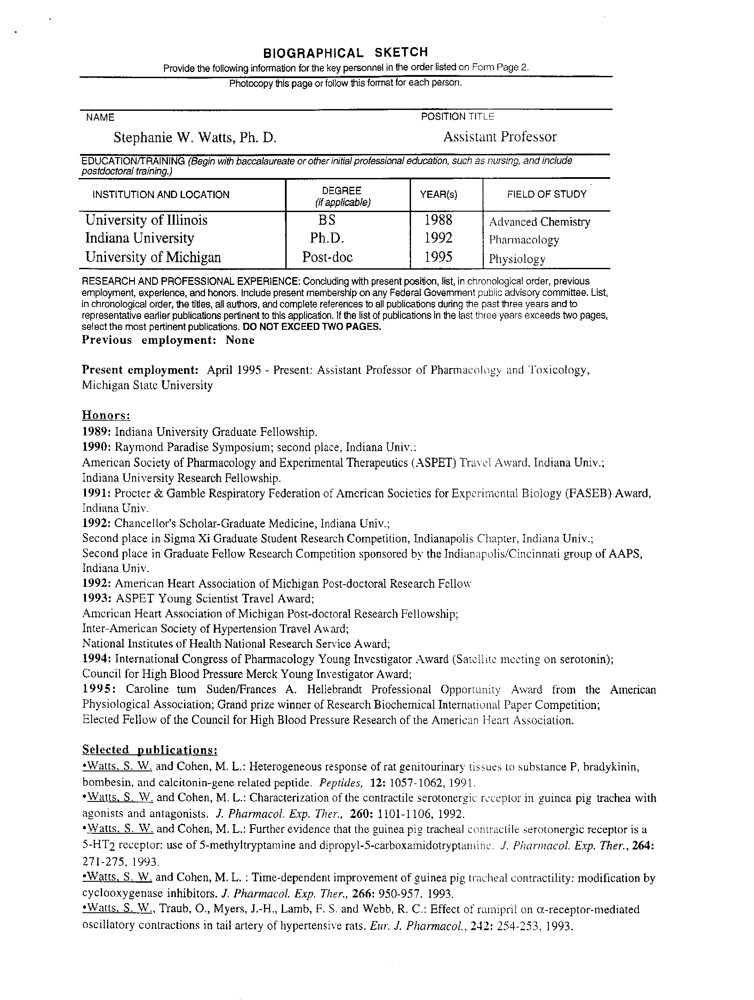 BIOGRAPHICAL SKETCH
Provide the following information for the key personnel in the order listed on Form Page 2.
Photocopy this page or follow this format for each person.
NAME POSITION TITLE
Stephanie W. Watts, Ph. D. Assistant Professor
EDUCATION/TRAINING (Begin with baccalaureate or other initial professional education, such as nursing, and include
postdoctoral training.)
INSTITUTION AND LOCATION DEGREE (if applicable) YEAR(s) FIELD OF STUDY
University of Illinois BS 1988 Advanced Chemistry
Indiana University Ph.D. 1992 Pharmacology
University of Michigan Post-doc 1995 Physiology
RESEARCH AND PROFESSIONAL EXPERIENCE: Concluding with present position, list, in chronological order, previous
employment, experience, and honors. Include present membership on any Federal Government public advisory committee. List,
in chronological order, the titles, all authors, and complete references to all publications during the past three years and to
representative earlier publications pertinent to this application. If the list of publications in the last three years exceeds two pages,
select the most pertinent publications. DO NOT EXCEED TWO PAGES.
Previous employment: None
Present employment: April 1995 - Present: Assistant Professor of Pharmacology and Toxicology,
Michigan State University
Honors:
1989: Indiana University Graduate Fellowship.
1990: Raymond Paradise Symposium; second place, Indiana Univ.:
American Society of Pharmacology and Experimental Therapeutics (ASPET) Travel Award, Indiana Univ.;
Indiana University Research Fellowship.
1991: Procter & Gamble Respiratory Federation of American Societies for Experimental Biology (FASEB) Award,
Indiana Univ.
1992: Chancellor's Scholar-Graduate Medicine, Indiana Univ.;
Second place in Sigma Xi Graduate Student Research Competition, Indianapolis Chapter, Indiana Univ.;
Second place in Graduate Fellow Research Competition sponsored by the Indianapolis/Cincinnati group of AAPS,
Indiana Univ.
1992: American Heart Association of Michigan Post-doctoral Research Fellow
1993: ASPET Young Scientist Travel Award;
American Heart Association of Michigan Post-doctoral Research Fellowship;
Inter-American Society of Hypertension Travel Award;
National Institutes of Health National Research Service Award;
1994: International Congress of Pharmacology Young Investigator Award (Satellite meeting on serotonin);
Council for High Blood Pressure Merck Young Investigator Award;
1995: Caroline tum Suden/Frances A. Hellebrandt Professional Opportunity Award from the American
Physiological Association; Grand prize winner of Research Biochemical International Paper Competition;
Elected Fellow of the Council for High Blood Pressure Research of the American Heart Association.
Selected publications:
•Watts, S. W. and Cohen, M. L.: Heterogeneous response of rat genitourinary tissues to substance P, bradykinin,
bombesin, and calcitonin-gene related peptide. Peptides, 12: 1057-1062, 1991.
•Watts, S. W. and Cohen, M. L.: Characterization of the contractile serotonergic receptor in guinea pig trachea with
agonists and antagonists. J. Pharmacol. Exp. Ther., 260: 1101-1106, 1992.
•Watts, S. W. and Cohen, M. L.: Further evidence that the guinea pig tracheal contractile serotonergic receptor is a
5-HT2 receptor: use of 5-methyltryptamine and dipropyl-5-carboxamidotryptamine. J. Pharmacol. Exp. Ther., 264:
271-275, 1993.
•Watts, S. W. and Cohen, M. L. : Time-dependent improvement of guinea pig tracheal contractility: modification by
cyclooxygenase inhibitors. J. Pharmacol. Exp. Ther., 266: 950-957, 1993.
•Watts, S. W., Traub, O., Myers, J.-H., Lamb, F. S. and Webb, R. C.: Effect of ramipril on α-receptor-mediated
oscillatory contractions in tail artery of hypertensive rats. Eur. J. Pharmacol., 242: 254-253, 1993.